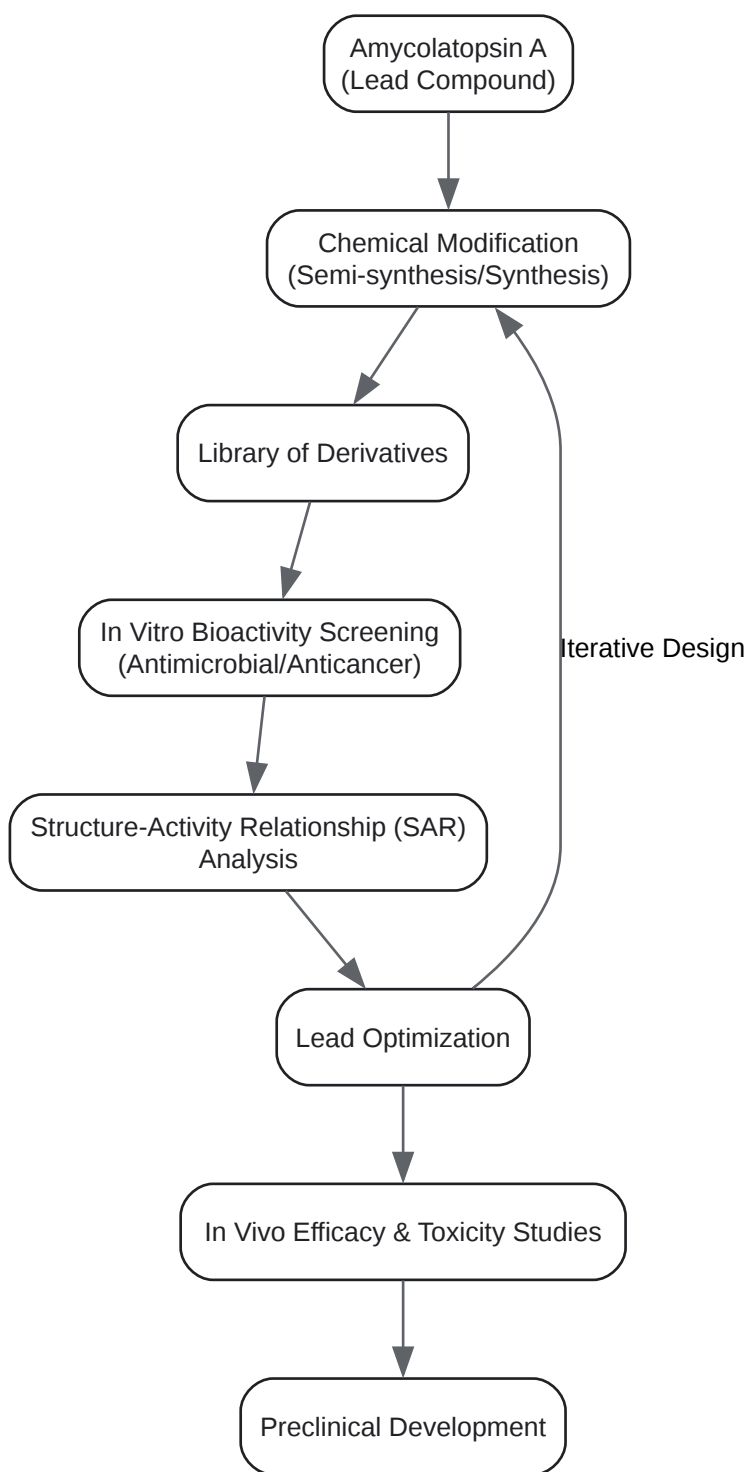 Amycolatopsin A
(Lead Compound)
Chemical Modification
(Semi-synthesis/Synthesis)
Library of Derivatives
In Vitro Bioactivity Screening
(Antimicrobial/Anticancer)
Iterative Design
Structure-Activity Relationship (SAR)
Analysis
Lead Optimization
In Vivo Efficacy & Toxicity Studies
Preclinical Development